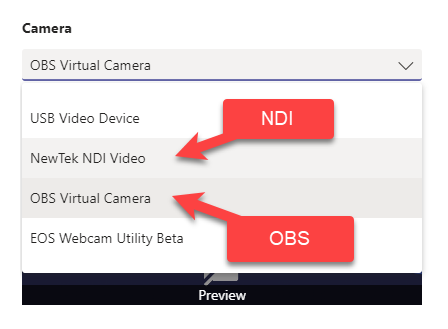 Camera
OBS Virtual Camera
USB Video Device
NDI
NewTek NDI Video
OBS Virtual Camera
EOS Webcam Utility Beta
OBS
Preview